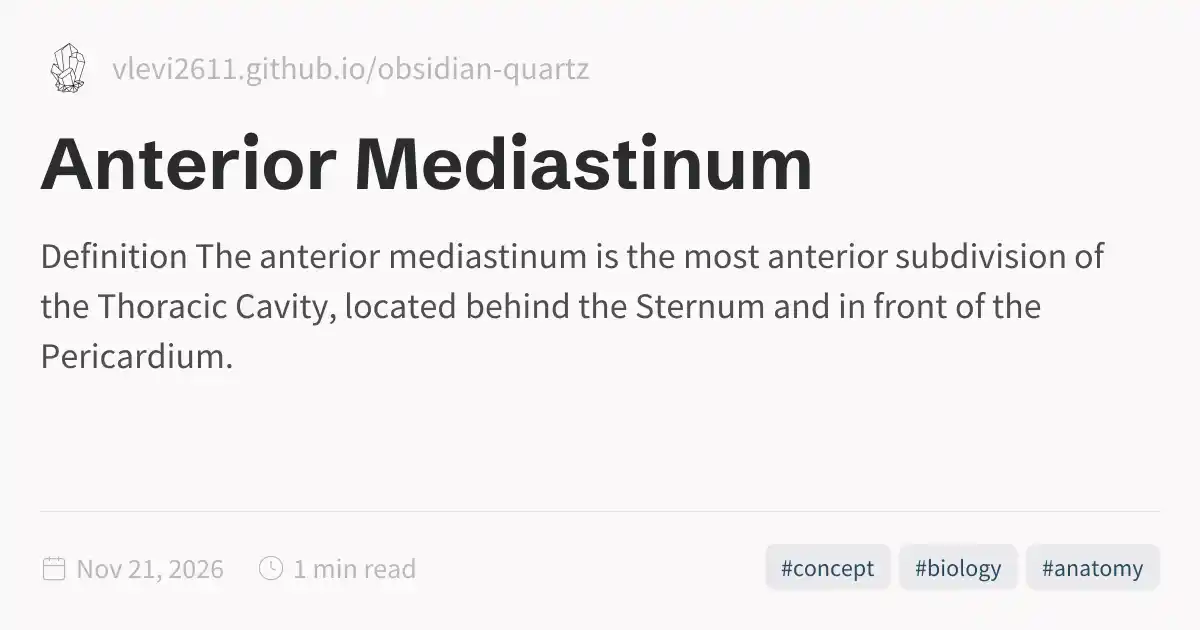 vlevi2611.github.io/obsidian-quartz
Anterior Mediastinum
Definition The anterior mediastinum is the most anterior subdivision of
the Thoracic Cavity, located behind the Sternum and in front of the
Pericardium.
Nov 21, 2026 1 min read #concept #biology #anatomy